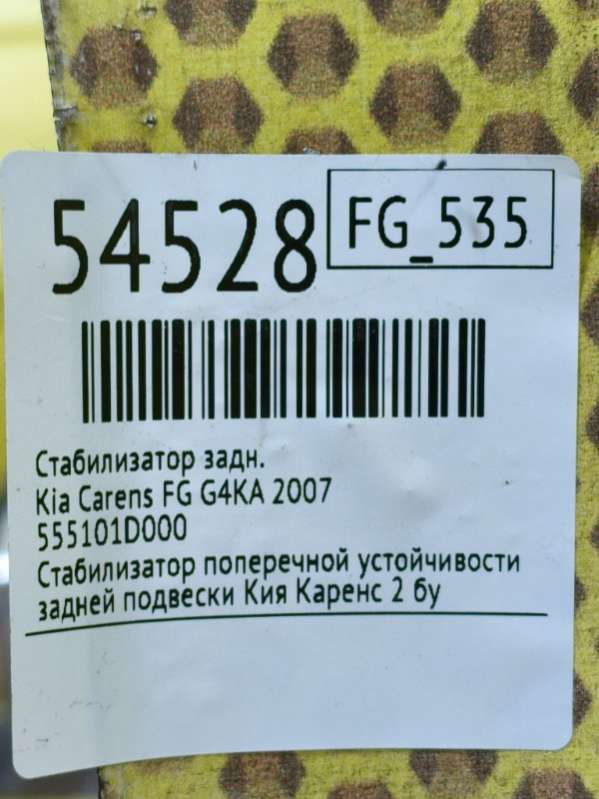 54528
FG_535
Стабилизатор задн.
Kia Carens FG G4KA 2007
555101D000
Стабилизатор поперечной устойчивости
задней подвески Кия Каренс 2 бу